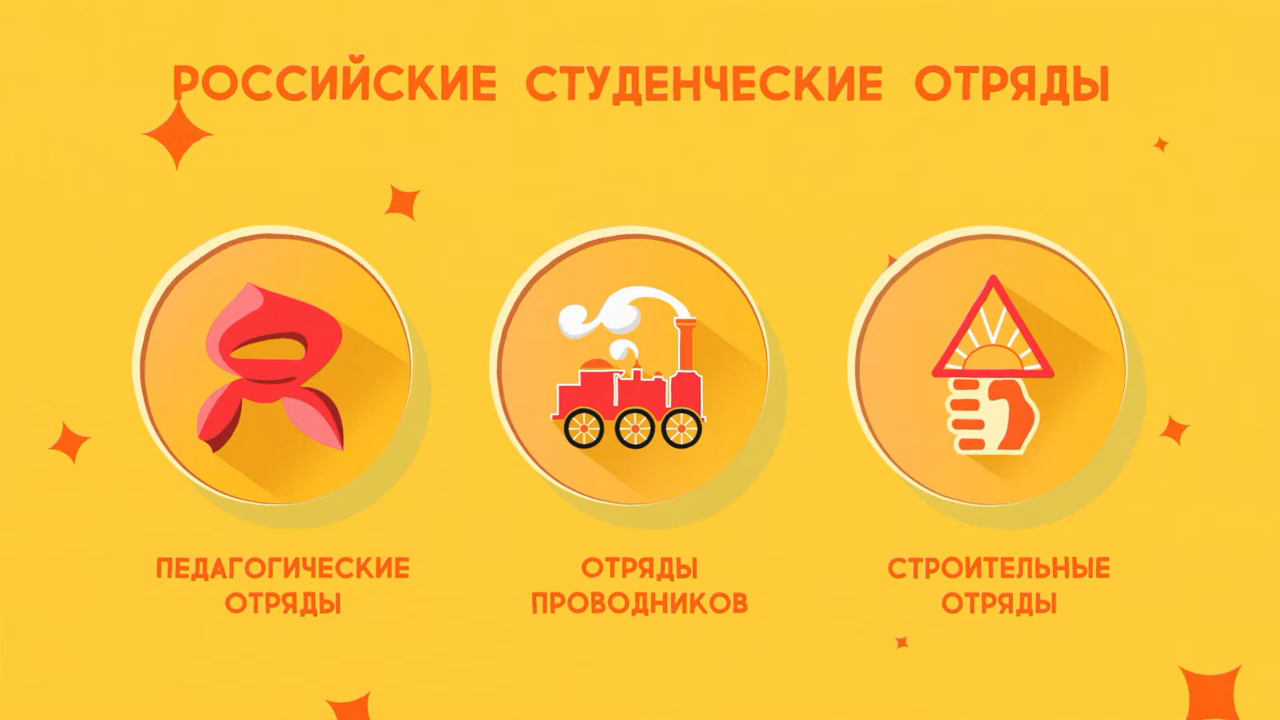 РОССИЙСКИЕ СТУДЕНЧЕСКИЕ ОТРЯДЫ
ПЕДАГОГИЧЕСКИЕ
ОТРЯДЫ
ОТРЯДЫ
ПРОВОДНИКОВ
СТРОИТЕЛЬНЫЕ
ОТРЯДЫ